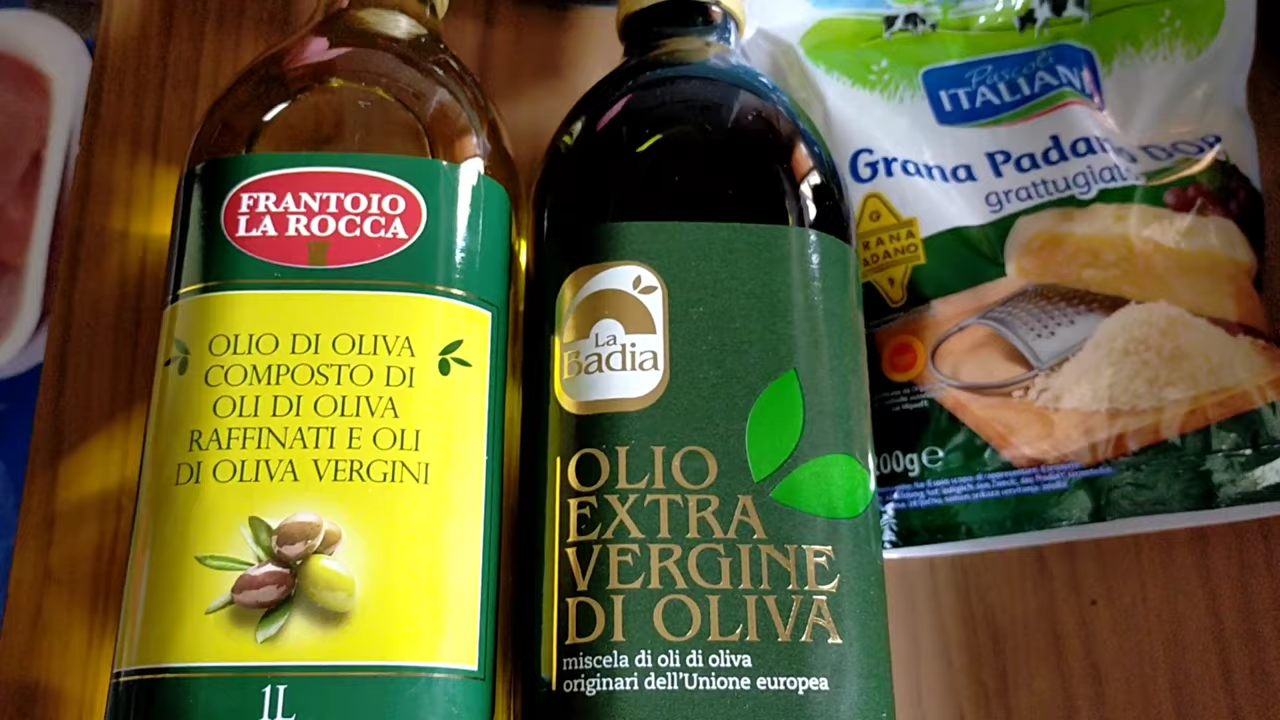 FRANTOIO
LA ROCCA
OLIO DI OLIVA
COMPOSTO DI
OLI DI OLIVA
RAFFINATI E OLI
DI OLIVA VERGINI
1L
La
Badia
OLIO
EXTRA
VERGINE
DI OLIVA
miscela di oli di oliva
originari dell'Unione europea
Pascoli
ITALIANI
Grana Padano DOP
GRANA
PADANO